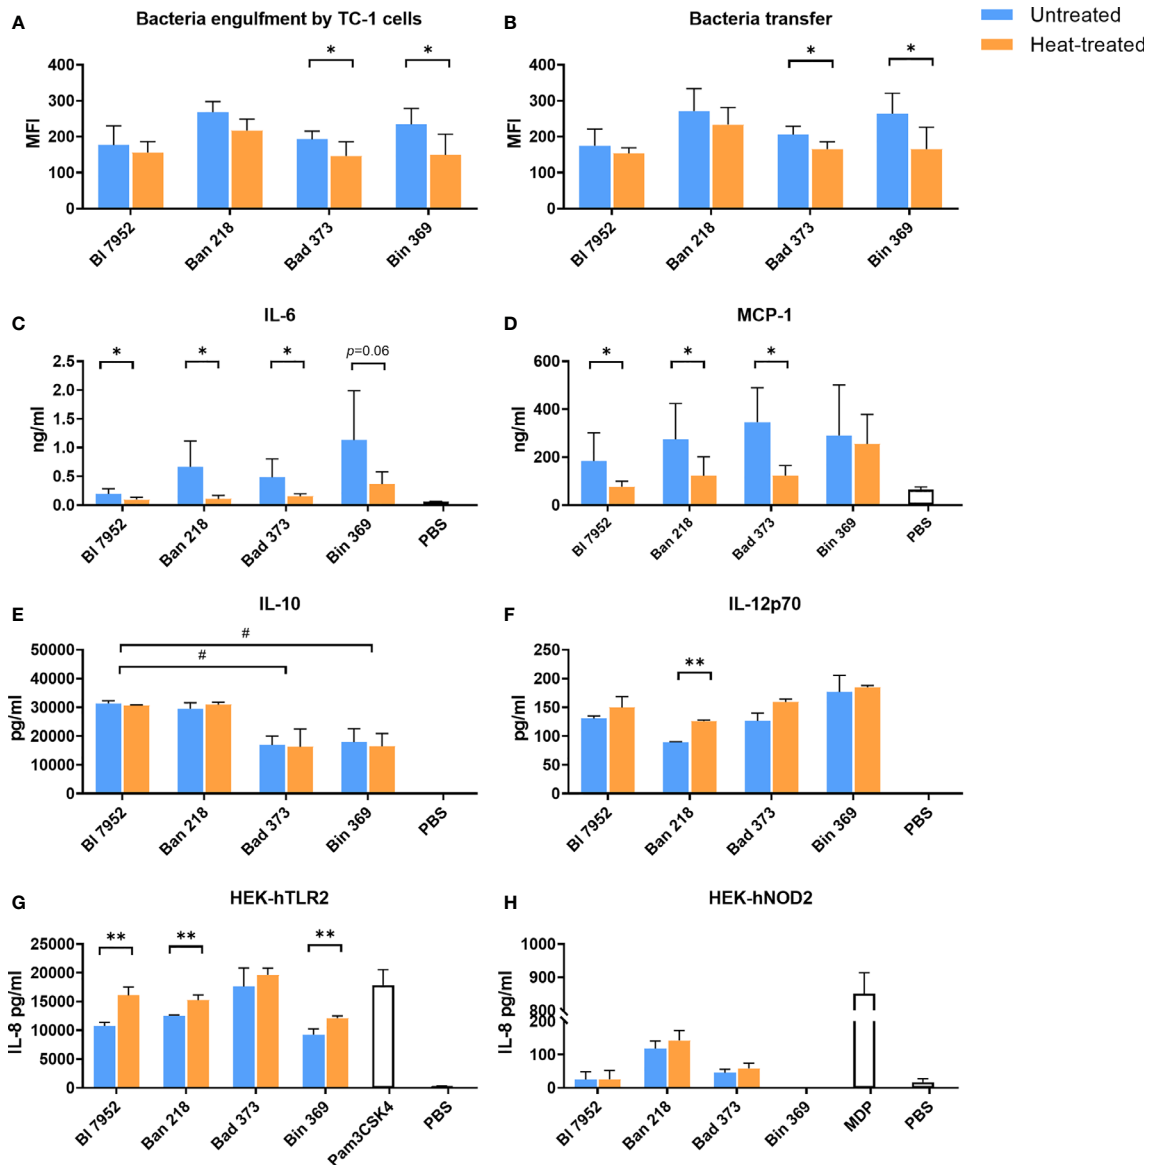 A
Bacteria engulfment by TC-1 cells
* *
MFI
400
300
200
100
0
Bl 7952
Ban 218
Bad 373
Bin 369
B
Bacteria transfer
* *
MFI
400
300
200
100
0
Bl 7952
Ban 218
Bad 373
Bin 369
Untreated
Heat-treated
C
IL-6
* * * p=0.06
ng/ml
2.5
2.0
1.5
1.0
0.5
0.0
Bl 7952
Ban 218
Bad 373
Bin 369
PBS
D
MCP-1
* * *
ng/ml
600
400
200
0
Bl 7952
Ban 218
Bad 373
Bin 369
PBS
E
IL-10
#
#
pg/ml
50000
40000
30000
20000
10000
0
Bl 7952
Ban 218
Bad 373
Bin 369
PBS
F
IL-12p70
**
pg/ml
250
200
150
100
50
0
Bl 7952
Ban 218
Bad 373
Bin 369
PBS
G
HEK-hTLR2
** ** **
IL-8 pg/ml
25000
20000
15000
10000
5000
0
Bl 7952
Ban 218
Bad 373
Bin 369
Pam3CSK4
PBS
H
HEK-hNOD2
IL-8 pg/ml
1000
900
800
200
100
0
Bl 7952
Ban 218
Bad 373
Bin 369
MDP
PBS